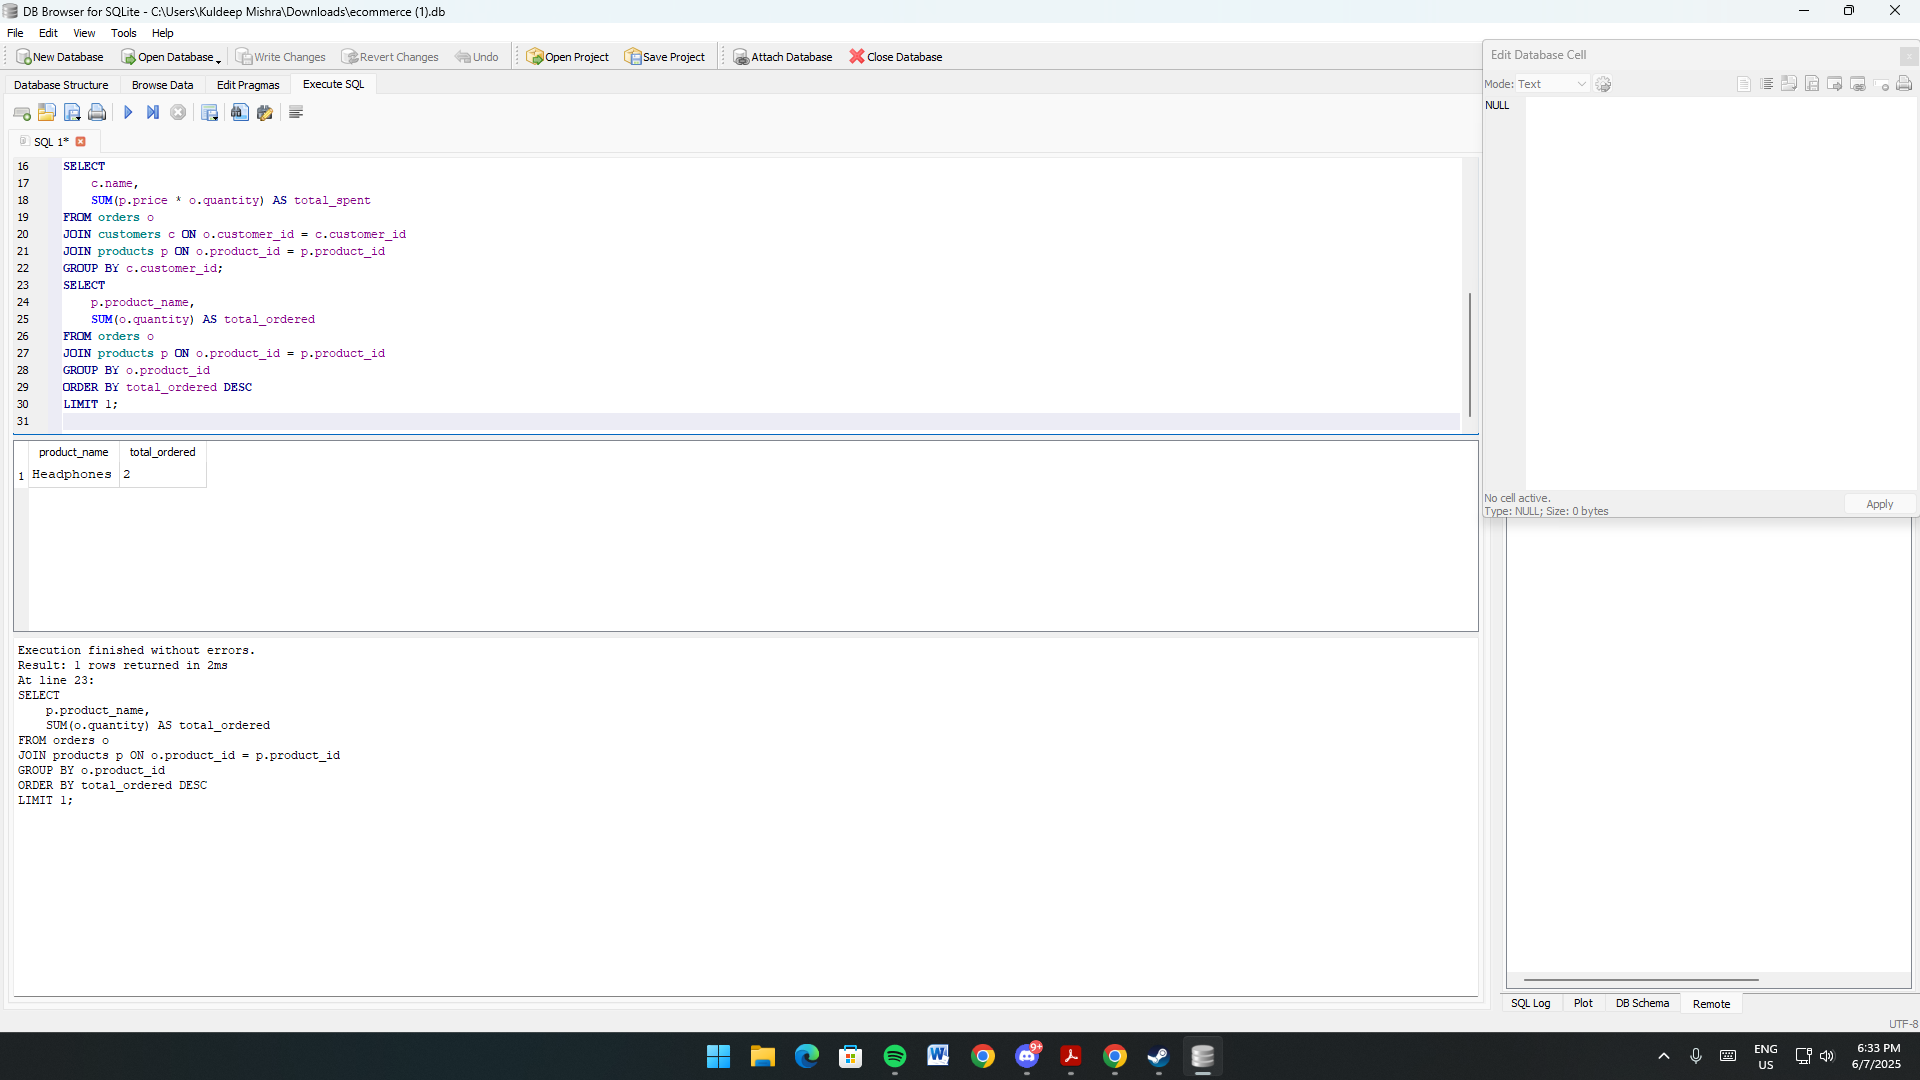 DB Browser for SQLite - C:\Users\Kuldeep Mishra\Downloads\ecommerce (1).db
File Edit View Tools Help
New Database Open Database Write Changes Revert Changes Undo Open Project Save Project Attach Database Close Database
Database Structure Browse Data Edit Pragmas Execute SQL
SQL 1*
16 SELECT
17 c.name,
18 SUM(p.price * o.quantity) AS total_spent
19 FROM orders o
20 JOIN customers c ON o.customer_id = c.customer_id
21 JOIN products p ON o.product_id = p.product_id
22 GROUP BY c.customer_id;
23 SELECT
24 p.product_name,
25 SUM(o.quantity) AS total_ordered
26 FROM orders o
27 JOIN products p ON o.product_id = p.product_id
28 GROUP BY o.product_id
29 ORDER BY total_ordered DESC
30 LIMIT 1;
31
product_name total_ordered
1 Headphones 2
Execution finished without errors.
Result: 1 rows returned in 2ms
At line 23:
SELECT
p.product_name,
SUM(o.quantity) AS total_ordered
FROM orders o
JOIN products p ON o.product_id = p.product_id
GROUP BY o.product_id
ORDER BY total_ordered DESC
LIMIT 1;
Edit Database Cell
Mode: Text
NULL
No cell active.
Type: NULL; Size: 0 bytes
Apply
SQL Log Plot DB Schema Remote
UTF-8
9+
ENG
US
6:33 PM
6/7/2025